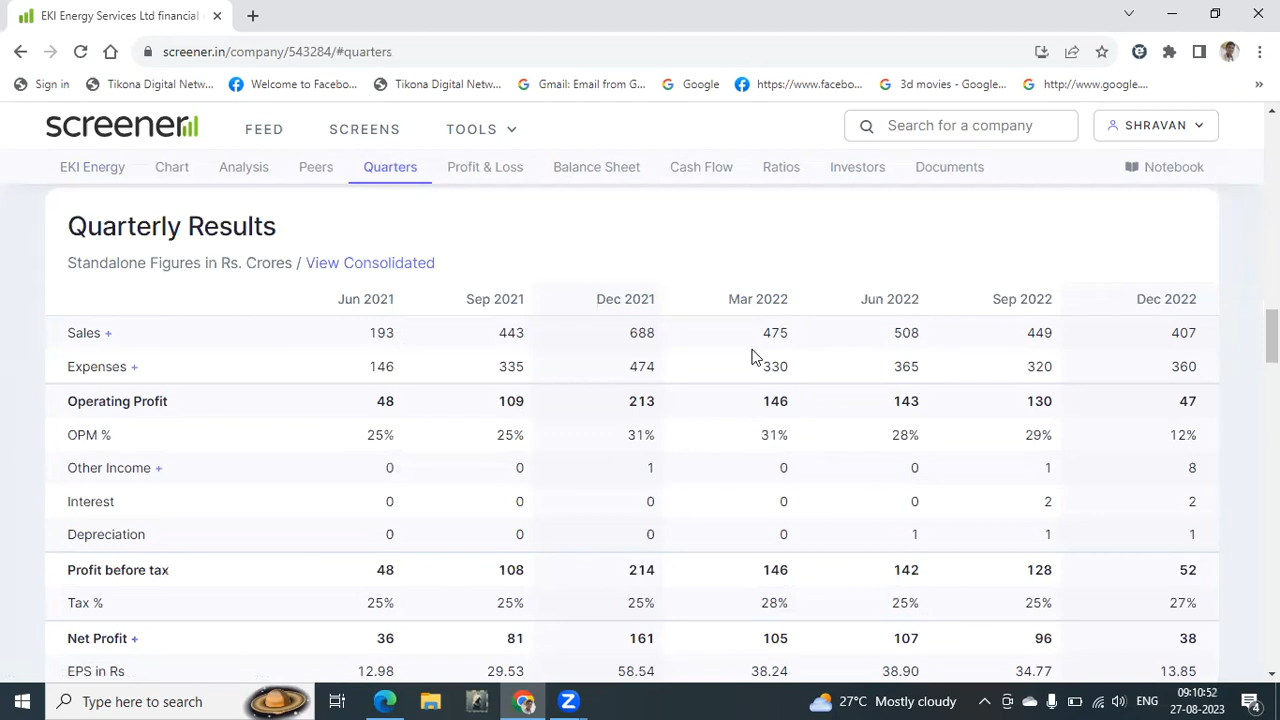 EKI Energy Services Ltd financial
screener.in/company/543284/#quarters
Sign in Tikona Digital Netw... Welcome to Facebo... Tikona Digital Netw... Gmail: Email from G... Google https://www.facebo... 3d movies - Google... http://www.google.... »
screener FEED SCREENS TOOLS Search for a company SHRAVAN
EKI Energy Chart Analysis Peers Quarters Profit & Loss Balance Sheet Cash Flow Ratios Investors Documents Notebook
Quarterly Results
Standalone Figures in Rs. Crores / View Consolidated
Jun 2021 Sep 2021 Dec 2021 Mar 2022 Jun 2022 Sep 2022 Dec 2022
Sales + 193 443 688 475 508 449 407
Expenses + 146 335 474 330 365 320 360
Operating Profit 48 109 213 146 143 130 47
OPM % 25% 25% 31% 31% 28% 29% 12%
Other Income + 0 0 1 0 0 1 8
Interest 0 0 0 0 0 2 2
Depreciation 0 0 0 0 1 1 1
Profit before tax 48 108 214 146 142 128 52
Tax % 25% 25% 25% 28% 25% 25% 27%
Net Profit + 36 81 161 105 107 96 38
EPS in Rs 12.98 29.53 58.54 38.24 38.90 34.77 13.85
Type here to search 27°C Mostly cloudy ENG 09:10:52
27-08-2023 4